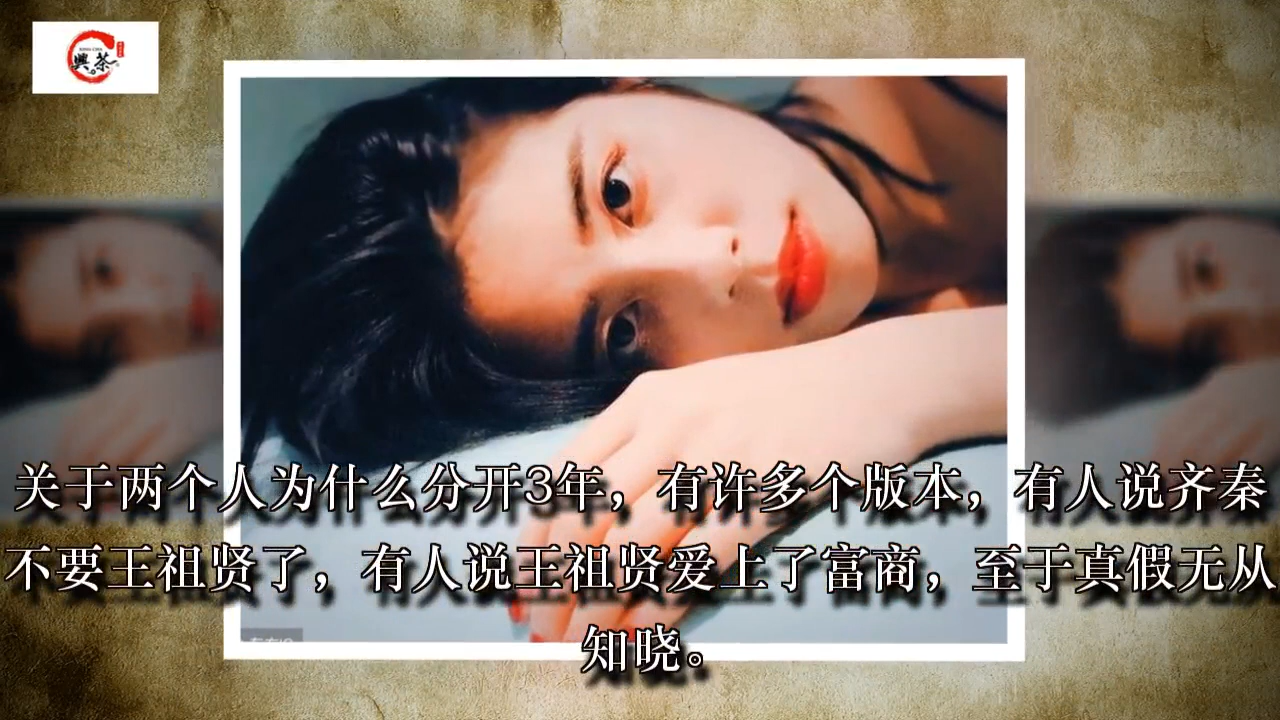 興茶
关于两个人为什么分开3年，有许多个版本，有人说齐秦
不要王祖贤了，有人说王祖贤爱上了富商，至于真假无从
知晓。